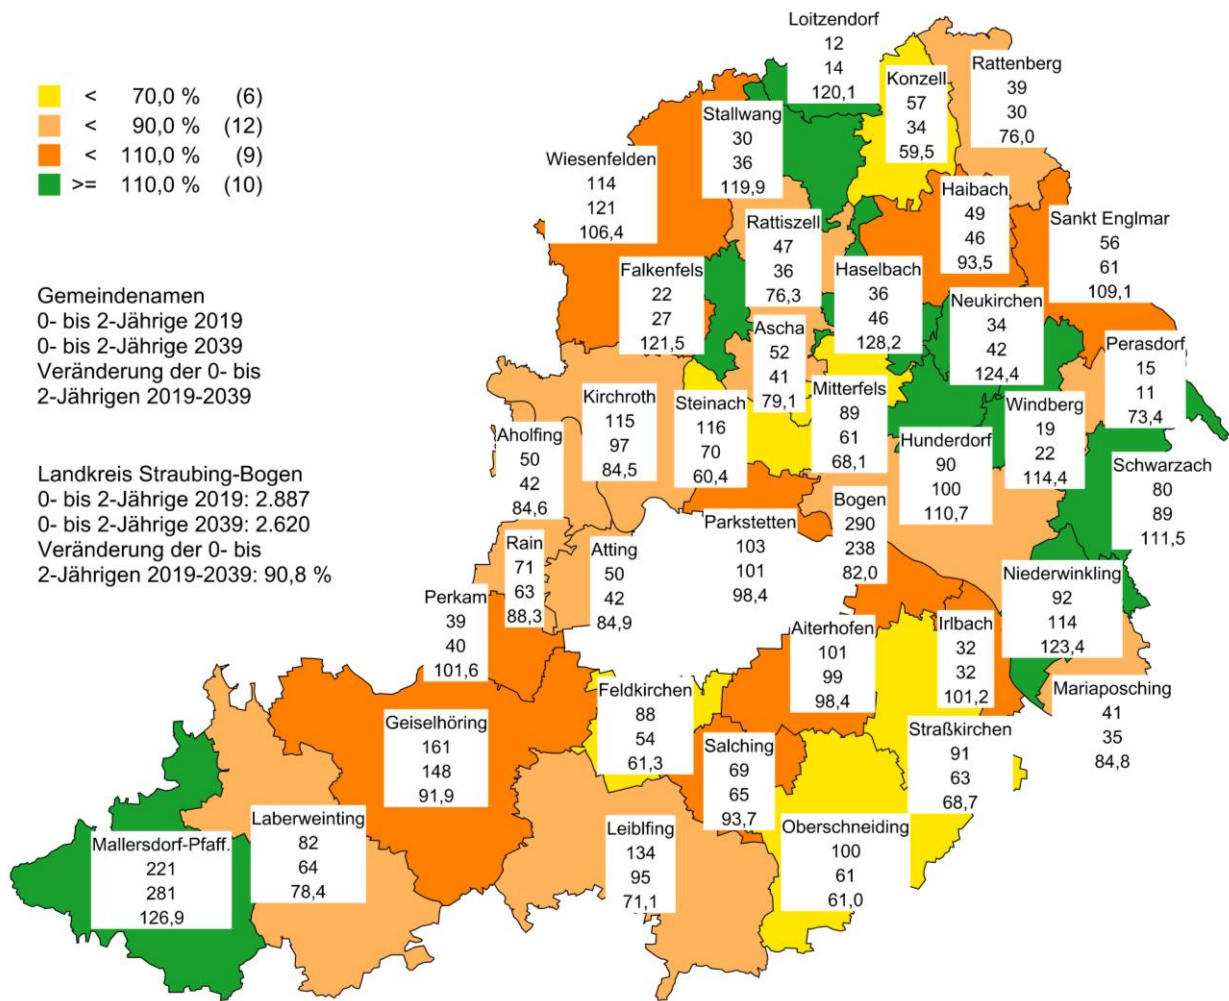 < 70,0 % (6)
< 90,0 % (12)
< 110,0 % (9)
>= 110,0 % (10)
Gemeindenamen
0- bis 2-Jährige 2019
0- bis 2-Jährige 2039
Veränderung der 0- bis
2-Jährigen 2019-2039
Landkreis Straubing-Bogen
0- bis 2-Jährige 2019: 2.887
0- bis 2-Jährige 2039: 2.620
Veränderung der 0- bis
2-Jährigen 2019-2039: 90,8 %
Loitzendorf
12
14
120,1
Konzell
57
34
59,5
Rattenberg
39
30
76,0
Stallwang
30
36
119,9
Wiesenfelden
114
121
106,4
Haibach
49
46
93,5
Sankt Englmar
56
61
109,1
Rattiszell
47
36
76,3
Falkenfels
22
27
121,5
Haselbach
36
46
128,2
Neukirchen
34
42
124,4
Ascha
52
41
79,1
Perasdorf
15
11
73,4
Kirchroth
115
97
84,5
Steinach
116
70
60,4
Mitterfels
89
61
68,1
Windberg
19
22
114,4
Aholfing
50
42
84,6
Hunderdorf
90
100
110,7
Schwarzach
80
89
111,5
Bogen
290
238
82,0
Parkstetten
103
101
98,4
Rain
71
63
88,3
Atting
50
42
84,9
Niederwinkling
92
114
123,4
Perkam
39
40
101,6
Irlbach
32
32
101,2
Aiterhofen
101
99
98,4
Mariaposching
41
35
84,8
Feldkirchen
88
54
61,3
Geiselhöring
161
148
91,9
Straßkirchen
91
63
68,7
Salching
69
65
93,7
Laberweinting
82
64
78,4
Leiblfing
134
95
71,1
Oberschneiding
100
61
61,0
Mallersdorf-Pfaff.
221
281
126,9